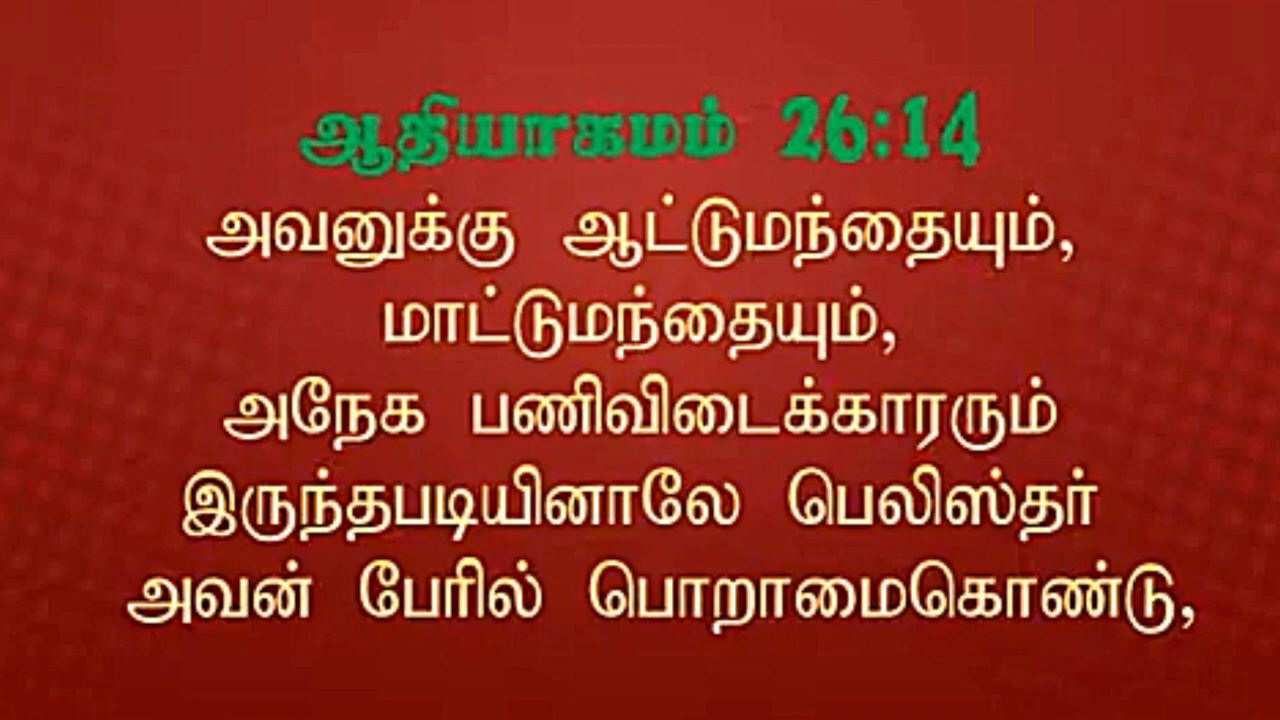 ஆதியாகமம் 26:14
அவனுக்கு ஆட்டுமந்தையும்,
மாட்டுமந்தையும்,
அநேக பணிவிடைக்காரரும்
இருந்தபடியினாலே பெலிஸ்தர்
அவன் பேரில் பொறாமைகொண்டு,